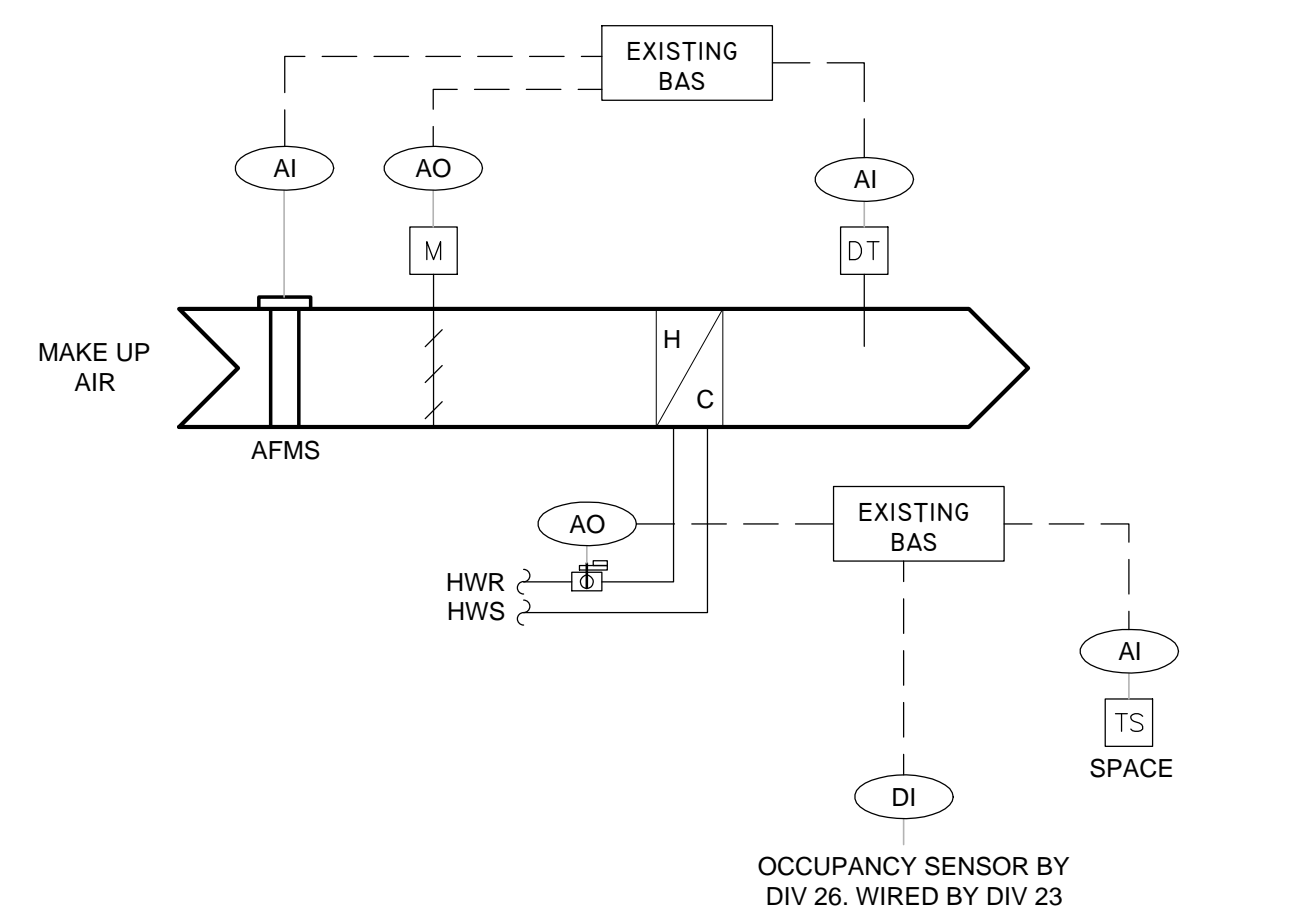 EXISTING
BAS
AI
AO
AI
M
DT
MAKE UP
AIR
H
C
AFMS
AO
EXISTING
BAS
HWR
HWS
AI
TS
SPACE
DI
OCCUPANCY SENSOR BY
DIV 26. WIRED BY DIV 23